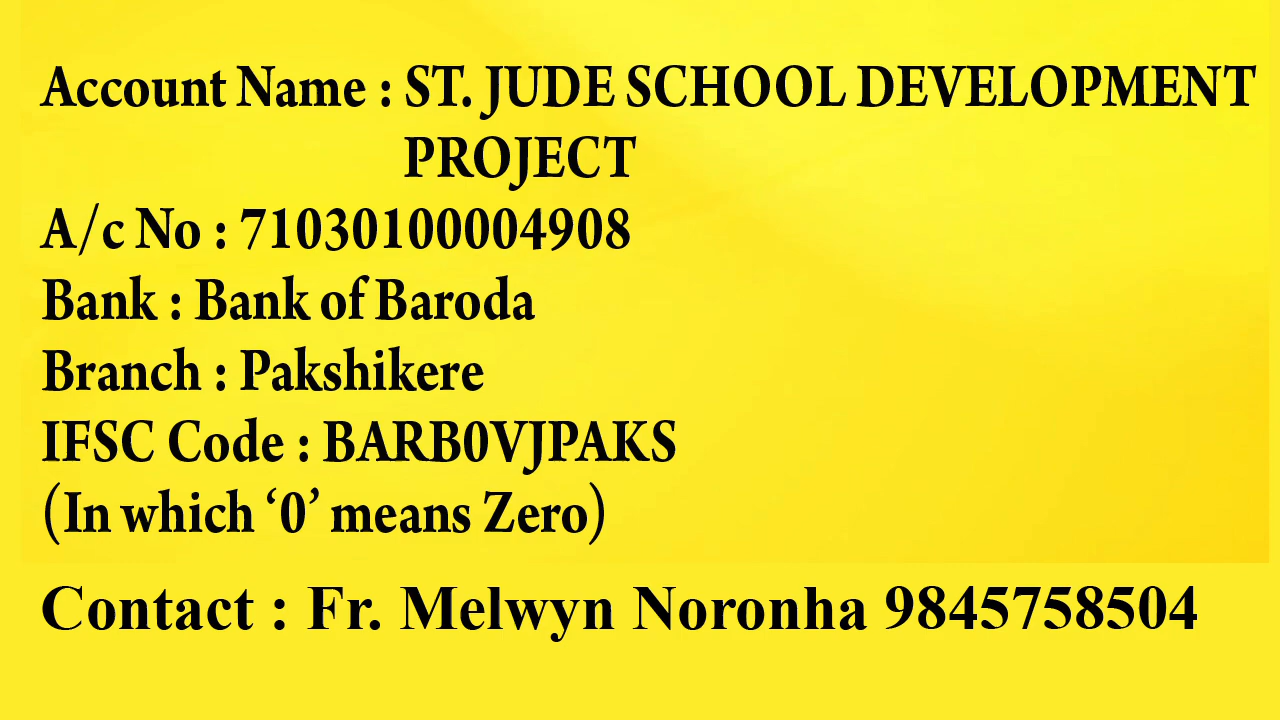 Account Name : ST. JUDE SCHOOL DEVELOPMENT
PROJECT
A/c No : 71030100004908
Bank : Bank of Baroda
Branch : Pakshikere
IFSC Code : BARB0VJPAKS
(In which ‘0’ means Zero)
Contact : Fr. Melwyn Noronha 9845758504